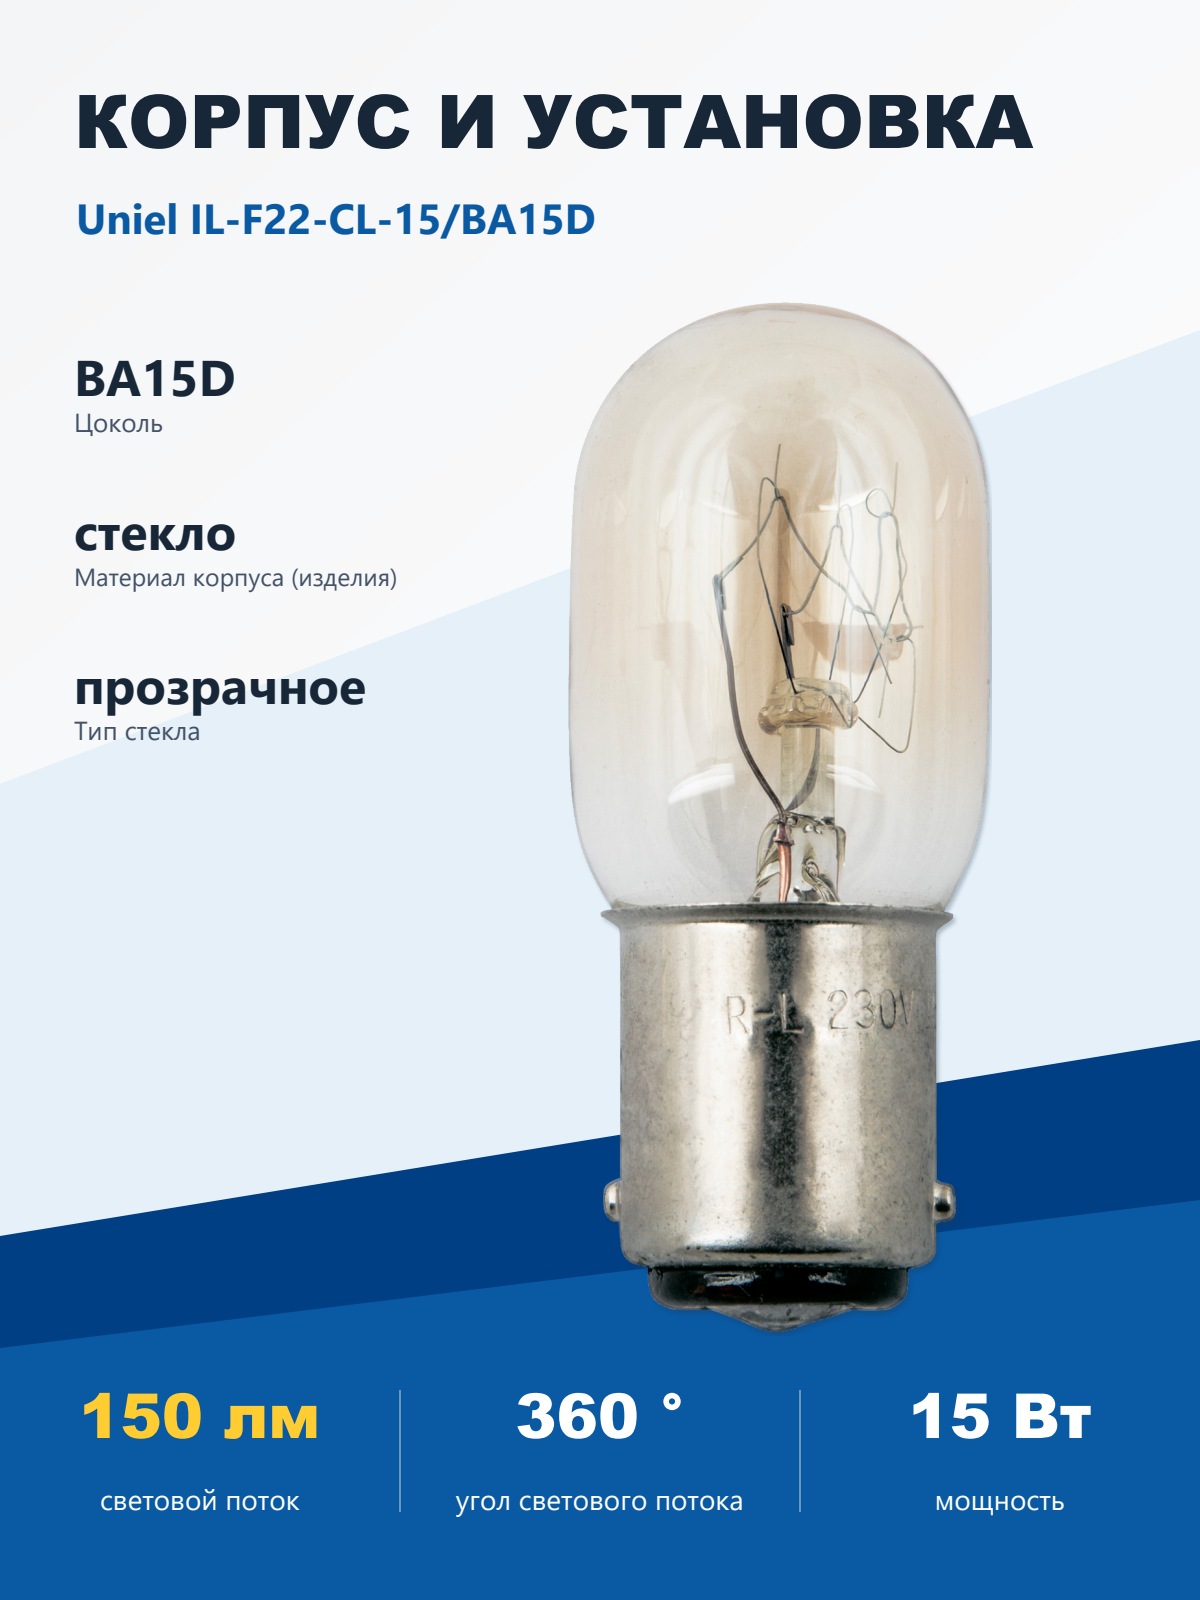 КОРПУС И УСТАНОВКА
Uniel IL-F22-CL-15/BA15D
BA15D
Цоколь
стекло
Материал корпуса (изделия)
прозрачное
Тип стекла
R-L 230V
150 лм
световой поток
360 °
угол светового потока
15 Вт
мощность